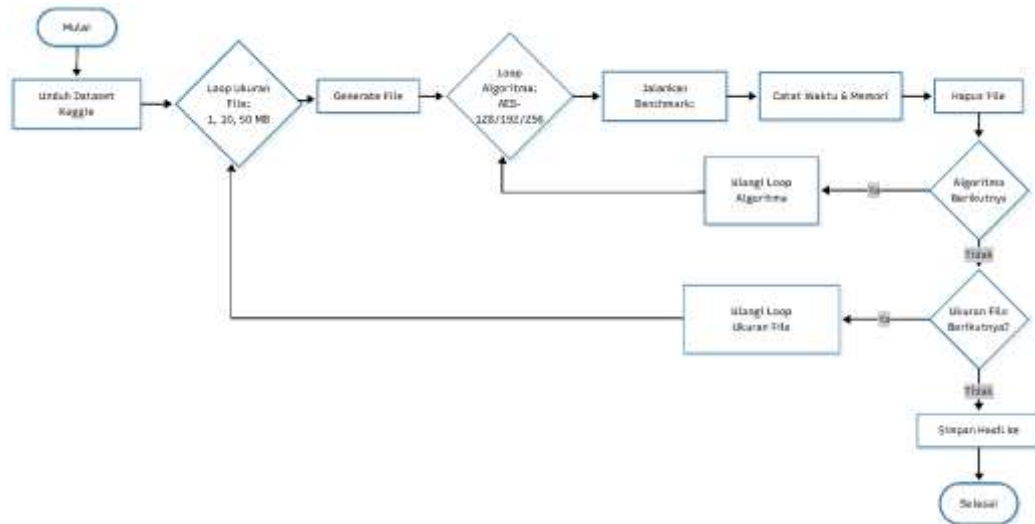 Mulai
Unduh Dataset
Kaggle
Loop Ukuran
File:
1, 10, 50 MB
Generate File
Loop
Algoritma:
AES-
128/192/256
Jalankan
Benchmark:
Catat Waktu & Memori
Hapus File
Algoritma
Berikutnya
Ya
Ulangi Loop
Algoritma
Tidak
Ukuran File
Berikutnya?
Ya
Ulangi Loop
Ukuran File
Tidak
Simpan Hasil ke
Selesai